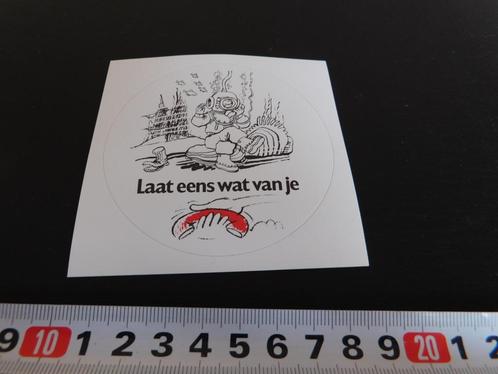 Laat eens wat van je
9 10 1 2 3 4 5 6 7 8 9 20 1 2